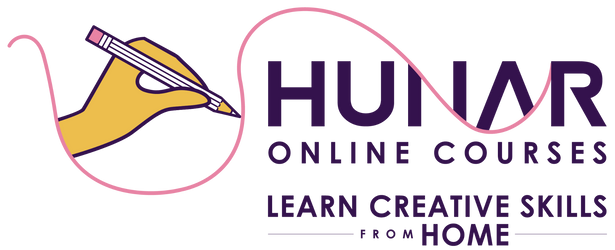 HUNAR
ONLINE COURSES
LEARN CREATIVE SKILLS
FROM HOME